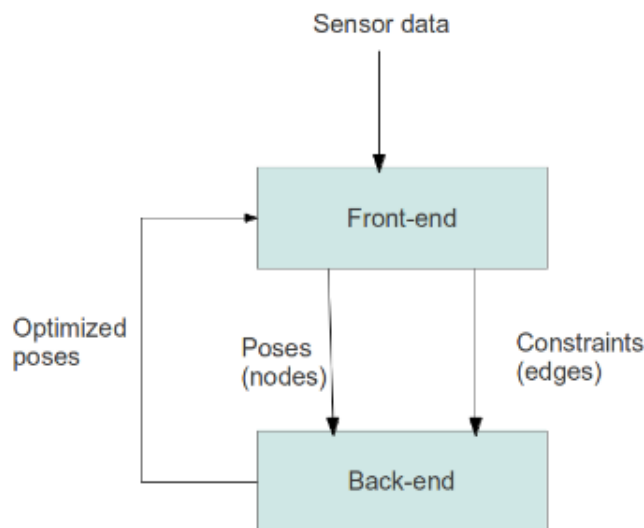 Sensor data
Front-end
Optimized
poses
Poses
(nodes)
Constraints
(edges)
Back-end